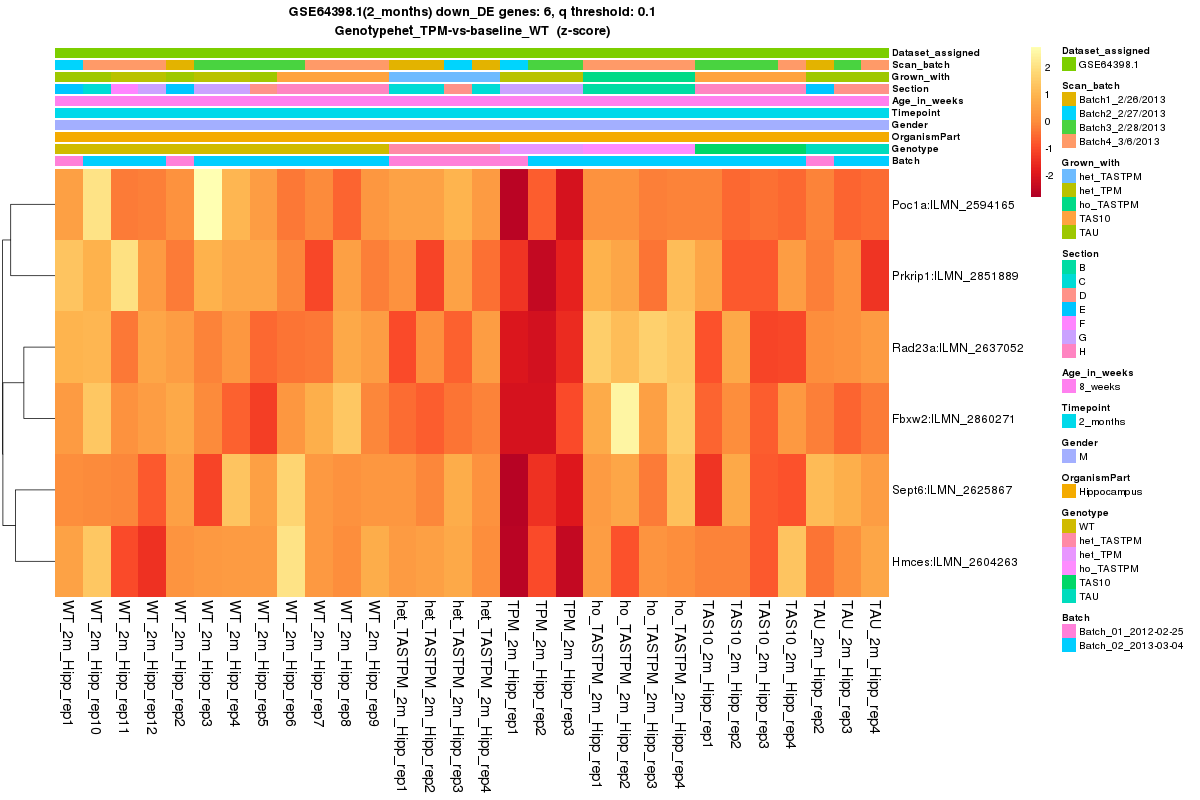 GSE64398.1(2_months) down_DE genes: 6, q threshold: 0.1
Genotypehet_TPM-vs-baseline_WT (z-score)
Dataset_assigned
Scan_batch
Grown_with
Section
Age_in_weeks
Timepoint
Gender
OrganismPart
Genotype
Batch
Poc1a:ILMN_2594165
Prkrip1:ILMN_2851889
Rad23a:ILMN_2637052
Fbxw2:ILMN_2860271
Sept6:ILMN_2625867
Hmces:ILMN_2604263
WT_2m_Hipp_rep1
WT_2m_Hipp_rep10
WT_2m_Hipp_rep11
WT_2m_Hipp_rep12
WT_2m_Hipp_rep2
WT_2m_Hipp_rep3
WT_2m_Hipp_rep4
WT_2m_Hipp_rep5
WT_2m_Hipp_rep6
WT_2m_Hipp_rep7
WT_2m_Hipp_rep8
WT_2m_Hipp_rep9
het_TASTPM_2m_Hipp_rep1
het_TASTPM_2m_Hipp_rep2
het_TASTPM_2m_Hipp_rep3
het_TASTPM_2m_Hipp_rep4
TPM_2m_Hipp_rep1
TPM_2m_Hipp_rep2
TPM_2m_Hipp_rep3
ho_TASTPM_2m_Hipp_rep1
ho_TASTPM_2m_Hipp_rep2
ho_TASTPM_2m_Hipp_rep3
ho_TASTPM_2m_Hipp_rep4
TAS10_2m_Hipp_rep1
TAS10_2m_Hipp_rep2
TAS10_2m_Hipp_rep3
TAS10_2m_Hipp_rep4
TAU_2m_Hipp_rep2
TAU_2m_Hipp_rep3
TAU_2m_Hipp_rep4
2
1
0
-1
-2
Dataset_assigned
GSE64398.1
Scan_batch
Batch1_2/26/2013
Batch2_2/27/2013
Batch3_2/28/2013
Batch4_3/6/2013
Grown_with
het_TASTPM
het_TPM
ho_TASTPM
TAS10
TAU
Section
B
C
D
E
F
G
H
Age_in_weeks
8_weeks
Timepoint
2_months
Gender
M
OrganismPart
Hippocampus
Genotype
WT
het_TASTPM
het_TPM
ho_TASTPM
TAS10
TAU
Batch
Batch_01_2012-02-25
Batch_02_2013-03-04